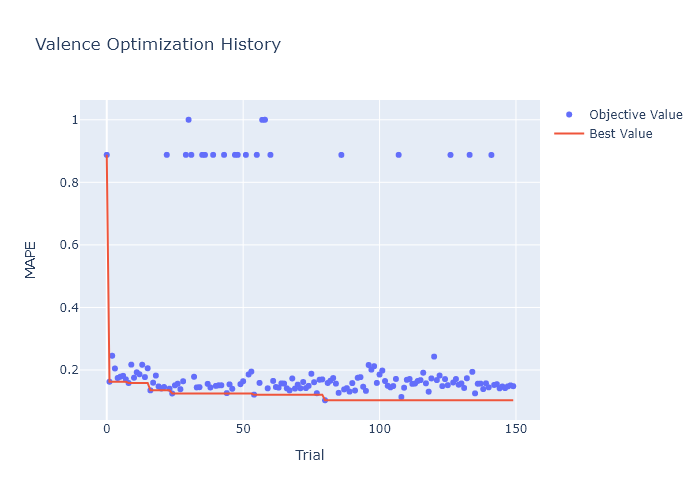 Valence Optimization History
Objective Value
Best Value
MAPE
1
0.8
0.6
0.4
0.2
0
50
100
150
Trial